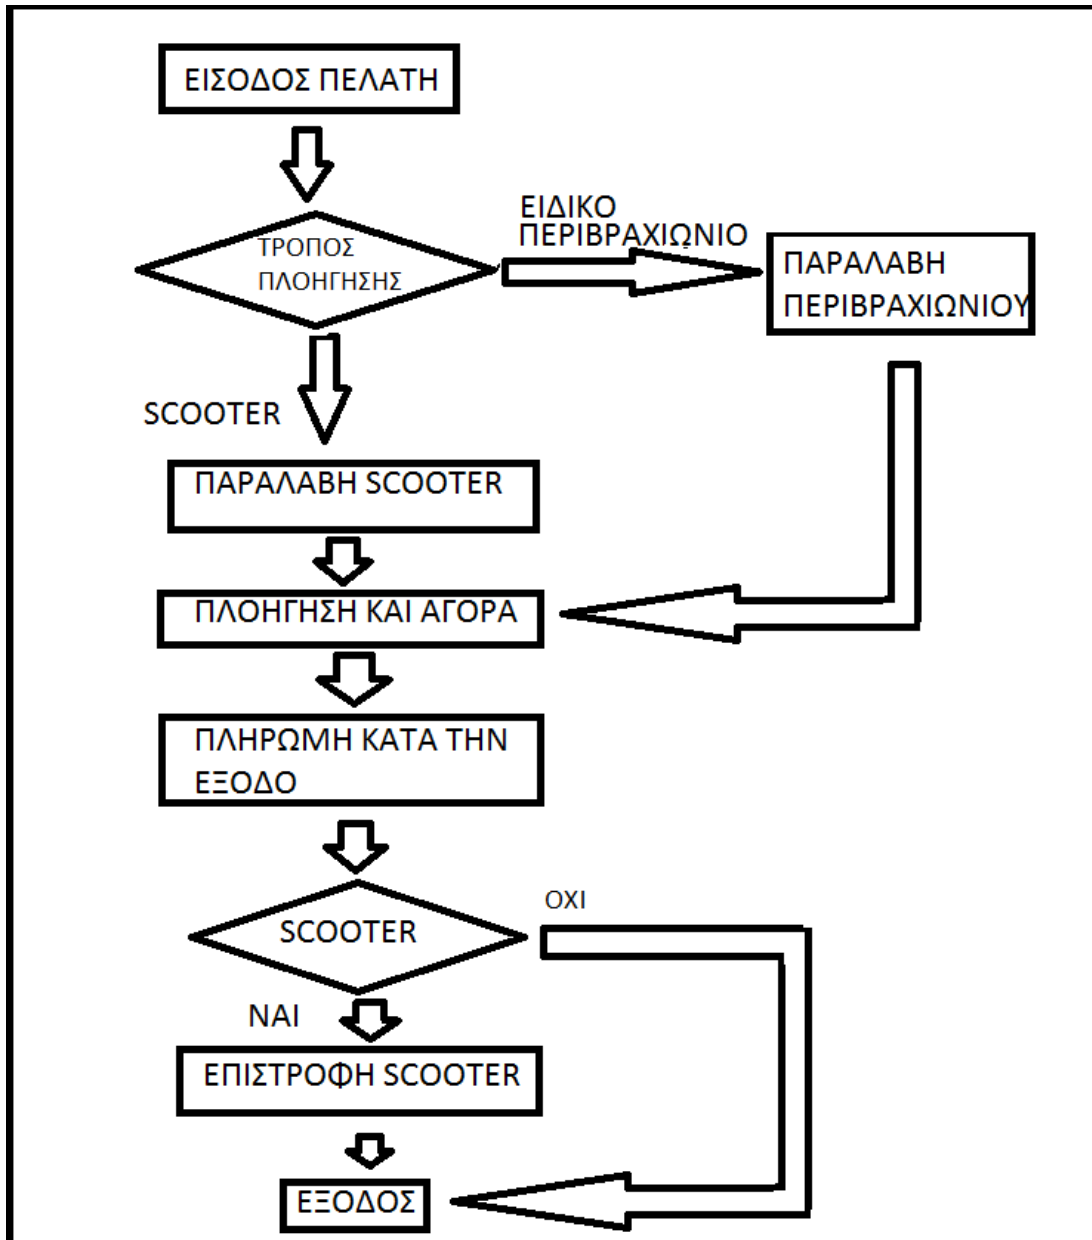 ΕΙΣΟΔΟΣ ΠΕΛΑΤΗ
ΤΡΟΠΟΣ
ΠΛΟΗΓΗΣΗΣ
ΕΙΔΙΚΟ
ΠΕΡΙΒΡΑΧΙΩΝΙΟ
ΠΑΡΑΛΑΒΗ
ΠΕΡΙΒΡΑΧΙΩΝΙΟΥ
SCOOTER
ΠΑΡΑΛΑΒΗ SCOOTER
ΠΛΟΗΓΗΣΗ ΚΑΙ ΑΓΟΡΑ
ΠΛΗΡΩΜΗ ΚΑΤΑ ΤΗΝ
ΕΞΟΔΟ
SCOOTER
ΟΧΙ
ΝΑΙ
ΕΠΙΣΤΡΟΦΗ SCOOTER
ΕΞΟΔΟΣ